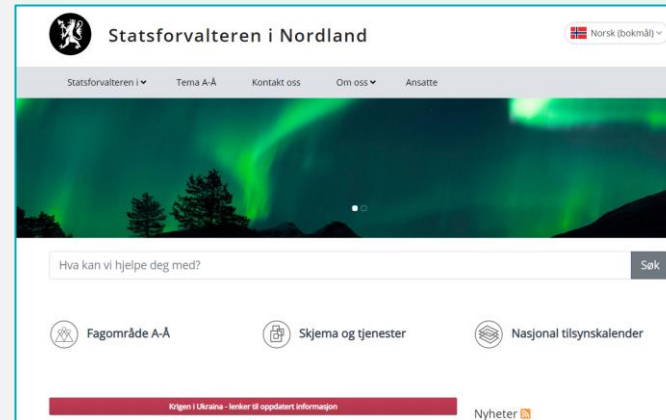 Statsforvalteren i Nordland
Norsk (bokmål)
Statsforvalteren i
Tema A-Å
Kontakt oss
Om oss
Ansatte
Hva kan vi hjelpe deg med?
Søk
Fagområde A-Å
Skjema og tjenester
Nasjonal tilsynskalender
Krigen i Ukraina - lenker til oppdatert informasjon
Nyheter